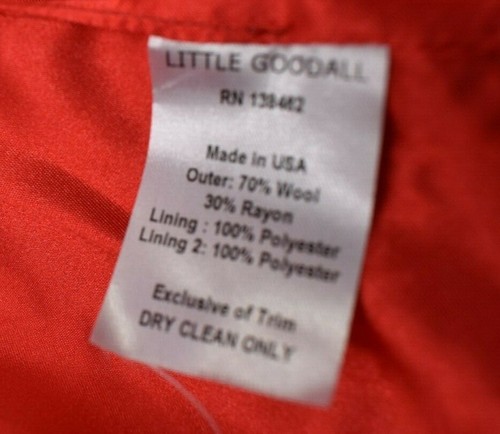 LITTLE GOODALL
RN 138462
Made in USA
Outer: 70% Wool
30% Rayon
Lining : 100% Polyester
Lining 2: 100% Polyester
Exclusive of Trim
DRY CLEAN ONLY